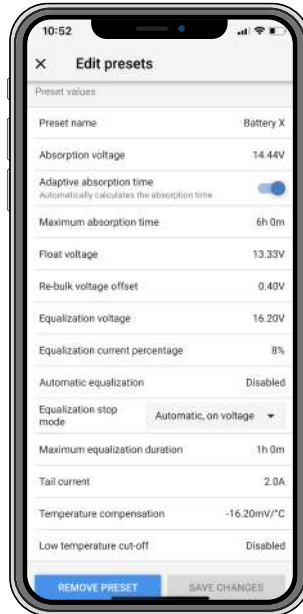 10:52
× Edit presets
Preset values
Preset name Battery X
Absorption voltage 14.44V
Adaptive absorption time
Automatically calculates the absorption time
Maximum absorption time 6h 0m
Float voltage 13.33V
Re-bulk voltage offset 0.40V
Equalization voltage 16.20V
Equalization current percentage 8%
Automatic equalization Disabled
Equalization stop mode Automatic, on voltage
Maximum equalization duration 1h 0m
Tail current 2.0A
Temperature compensation -16.20mV/°C
Low temperature cut-off Disabled
REMOVE PRESET SAVE CHANGES